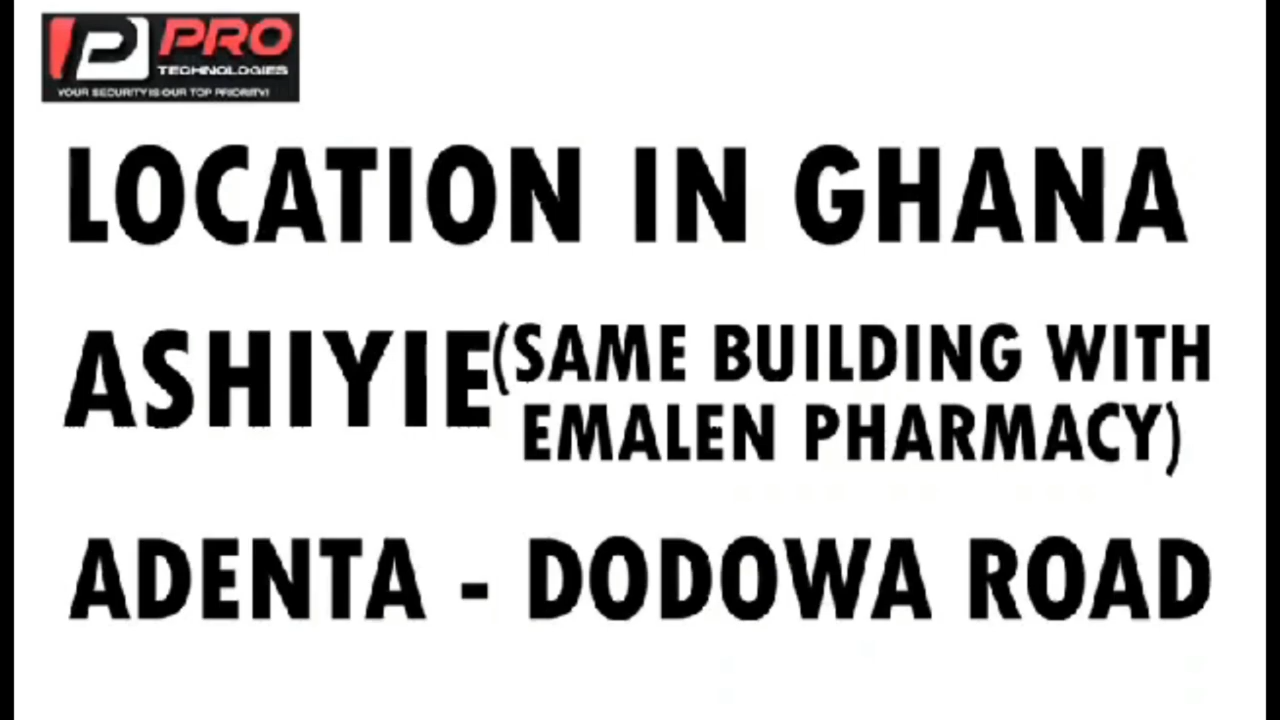 PRO
TECHNOLOGIES
YOUR SECURITY IS OUR TOP PRIORITY!
LOCATION IN GHANA
ASHIYIE (SAME BUILDING WITH
EMALEN PHARMACY)
ADENTA - DODOWA ROAD